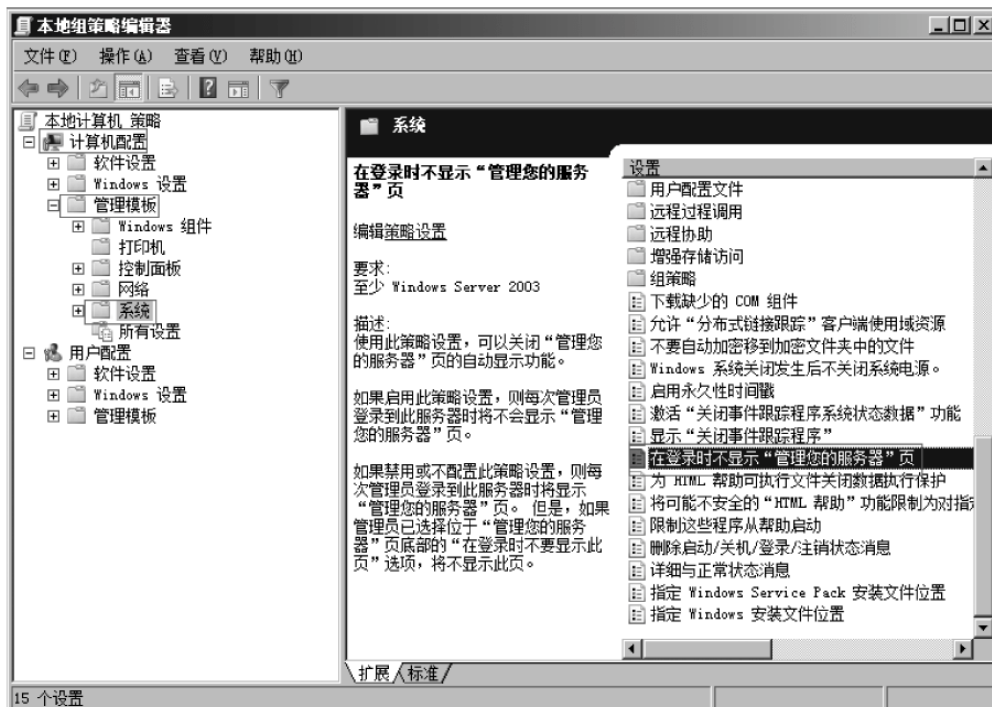 本地组策略编辑器
文件(F) 操作(A) 查看(V) 帮助(H)
本地计算机 策略
计算机配置
软件设置
Windows 设置
管理模板
Windows 组件
打印机
控制面板
网络
系统
所有设置
用户配置
软件设置
Windows 设置
管理模板
系统
在登录时不显示“管理您的服务
器”页
编辑策略设置
要求:
至少 Windows Server 2003
描述:
使用此策略设置，可以关闭“管理您
的服务器”页的自动显示功能。
如果启用此策略设置，则每次管理员
登录到此服务器时将不会显示“管理
您的服务器”页。
如果禁用或不配置此策略设置，则每
次管理员登录到此服务器时将显示
“管理您的服务器”页。 但是，如果
管理员已选择位于“管理您的服务
器”页底部的“在登录时不要显示此
页”选项，将不显示此页。
设置
用户配置文件
远程过程调用
远程协助
增强存储访问
组策略
下载缺少的 COM 组件
允许“分布式链接跟踪”客户端使用域资源
不要自动加密移到加密文件夹中的文件
Windows 系统关闭发生后不关闭系统电源。
启用永久性时间戳
激活“关闭事件跟踪程序系统状态数据”功能
显示“关闭事件跟踪程序”
在登录时不显示“管理您的服务器”页
为 HTML 帮助可执行文件关闭数据执行保护
将可能不安全的“HTML 帮助”功能限制为对指定
限制这些程序从帮助启动
删除启动/关机/登录/注销状态消息
详细与正常状态消息
指定 Windows Service Pack 安装文件位置
指定 Windows 安装文件位置
扩展 标准
15 个设置